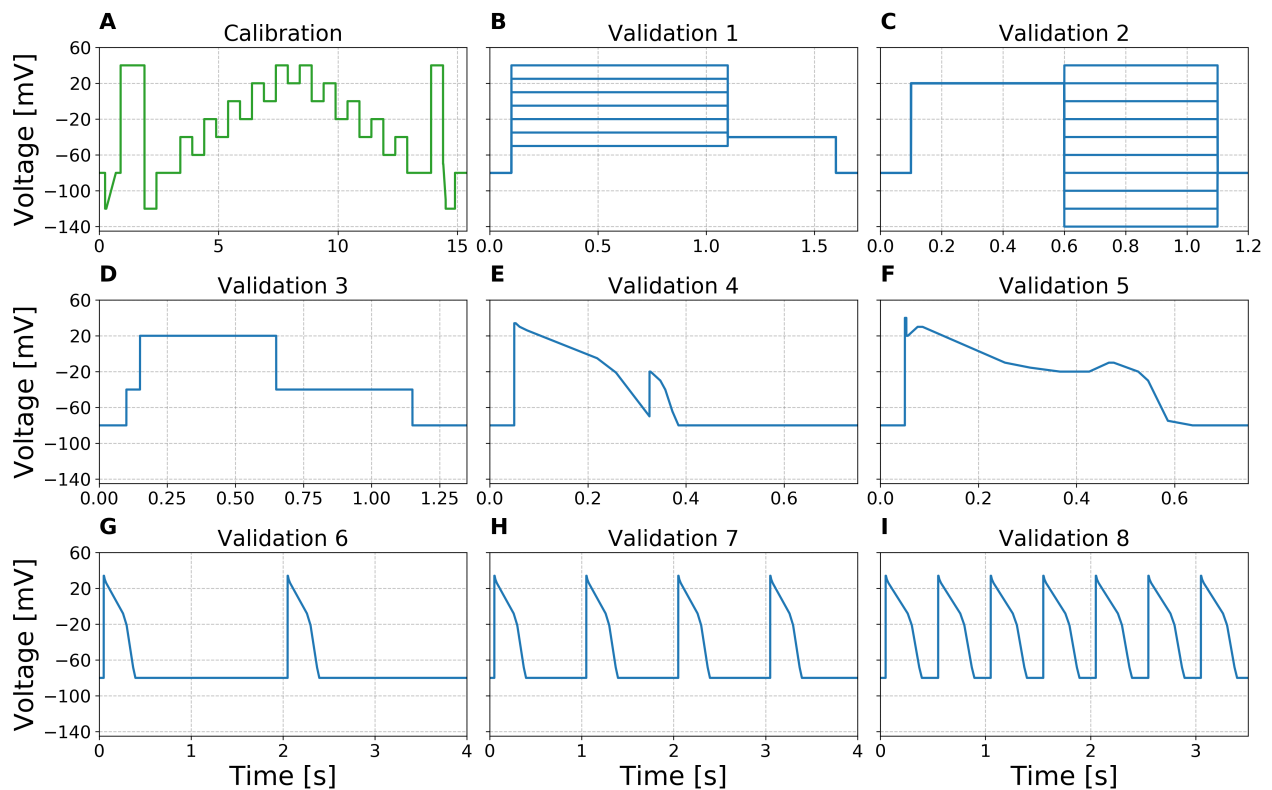 A
Calibration
B
Validation 1
C
Validation 2
Voltage [mV]
60
20
−20
−60
−100
−140
0
5
10
15
0.0
0.5
1.0
1.5
0.0
0.2
0.4
0.6
0.8
1.0
1.2
D
Validation 3
E
Validation 4
F
Validation 5
Voltage [mV]
60
20
−20
−60
−100
−140
0.00
0.25
0.50
0.75
1.00
1.25
0.0
0.2
0.4
0.6
0.0
0.2
0.4
0.6
G
Validation 6
H
Validation 7
I
Validation 8
Voltage [mV]
60
20
−20
−60
−100
−140
0
1
2
3
4
0
1
2
3
4
0
1
2
3
Time [s]
Time [s]
Time [s]